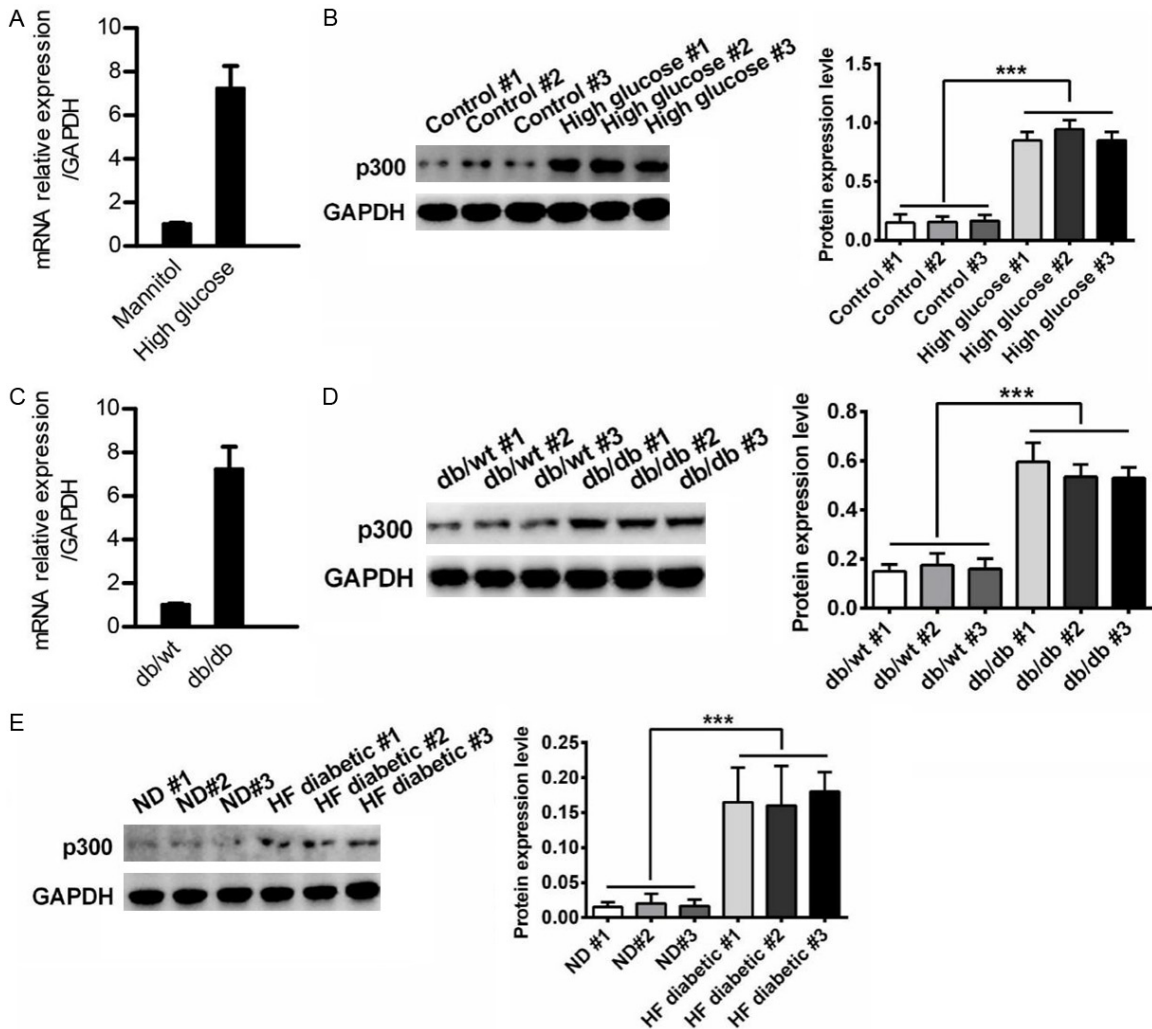 A
mRNA relative expression
/GAPDH
10
8
6
4
2
0
Mannitol
High glucose
B
Control #1
Control #2
Control #3
High glucose #1
High glucose #2
High glucose #3
p300
GAPDH
Protein expression levle
1.5
1.0
0.5
0.0
***
Control #1
Control #2
Control #3
High glucose #1
High glucose #2
High glucose #3
C
mRNA relative expression
/GAPDH
10
8
6
4
2
0
db/wt
db/db
D
db/wt #1
db/wt #2
db/wt #3
db/db #1
db/db #2
db/db #3
p300
GAPDH
Protein expression levle
0.8
0.6
0.4
0.2
0.0
***
db/wt #1
db/wt #2
db/wt #3
db/db #1
db/db #2
db/db #3
E
ND #1
ND#2
ND#3
HF diabetic #1
HF diabetic #2
HF diabetic #3
p300
GAPDH
Protein expression levle
0.25
0.20
0.15
0.10
0.05
0.00
***
ND #1
ND#2
ND#3
HF diabetic #1
HF diabetic #2
HF diabetic #3